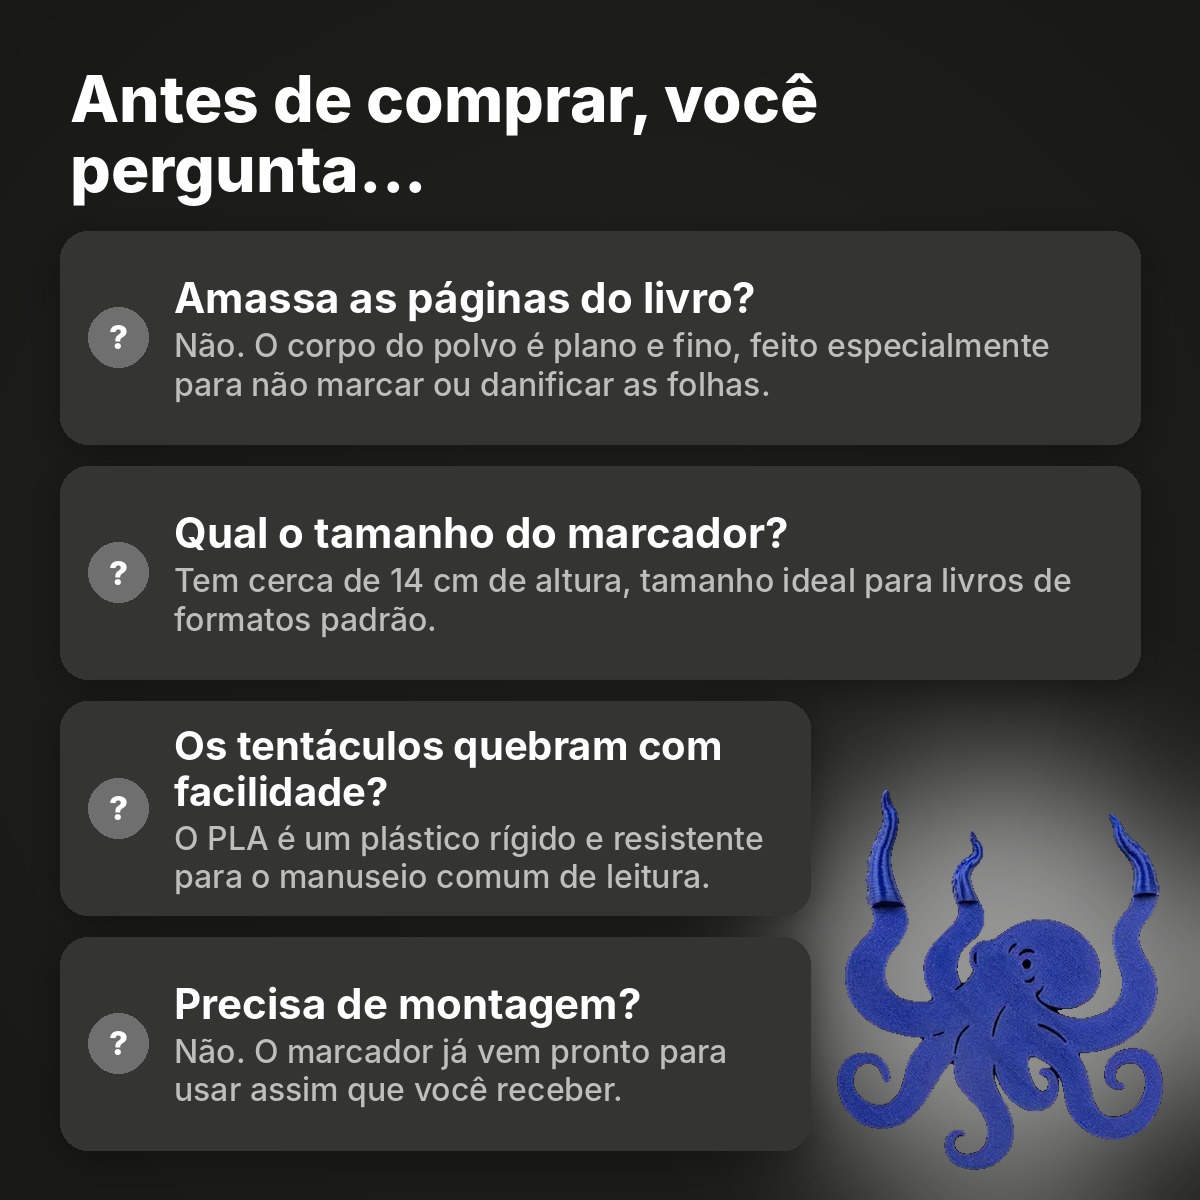 Antes de comprar, você
pergunta...
?
Amassa as páginas do livro?
Não. O corpo do polvo é plano e fino, feito especialmente
para não marcar ou danificar as folhas.
?
Qual o tamanho do marcador?
Tem cerca de 14 cm de altura, tamanho ideal para livros de
formatos padrão.
?
Os tentáculos quebram com
facilidade?
O PLA é um plástico rígido e resistente
para o manuseio comum de leitura.
?
Precisa de montagem?
Não. O marcador já vem pronto para
usar assim que você receber.